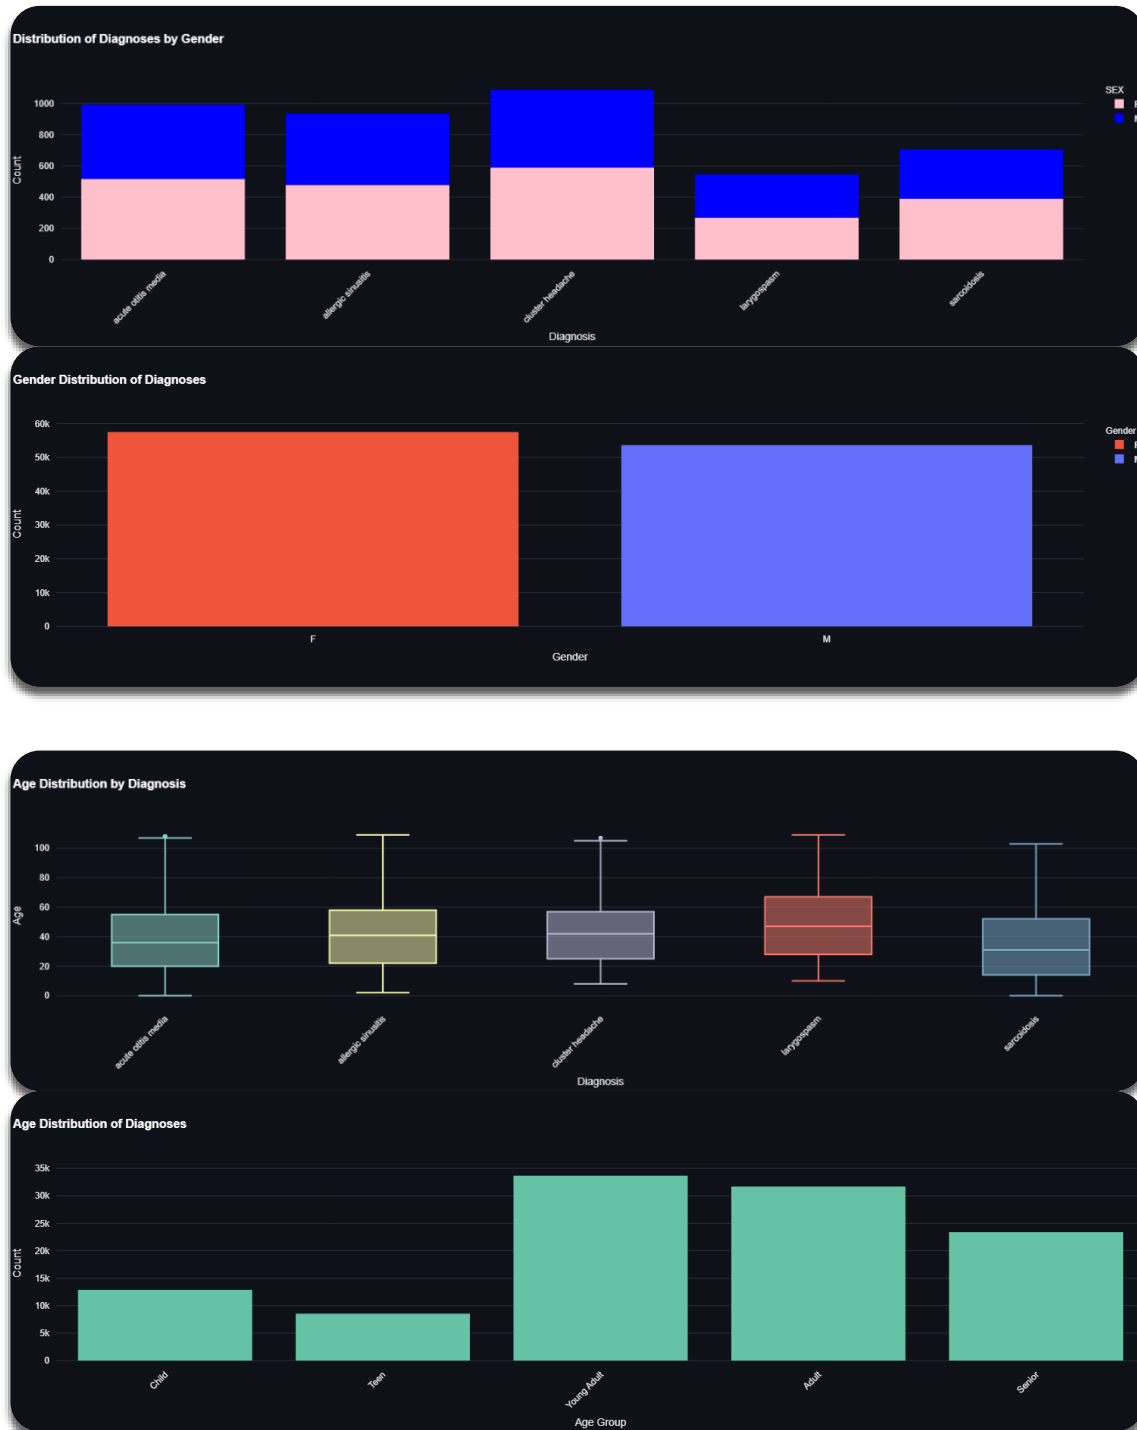 Distribution of Diagnoses by Gender
SEX
1000
800
600
400
200
0
Count
acute otitis media
allergic sinusitis
cluster headache
larygospasm
sarcoidosis
Diagnosis
Gender Distribution of Diagnoses
Gender
60k
50k
40k
30k
20k
10k
0
Count
F
M
Gender
Age Distribution by Diagnosis
100
80
60
40
20
0
Age
acute otitis media
allergic sinusitis
cluster headache
larygospasm
sarcoidosis
Diagnosis
Age Distribution of Diagnoses
35k
30k
25k
20k
15k
10k
5k
0
Count
Child
Teen
Young Adult
Adult
Senior
Age Group